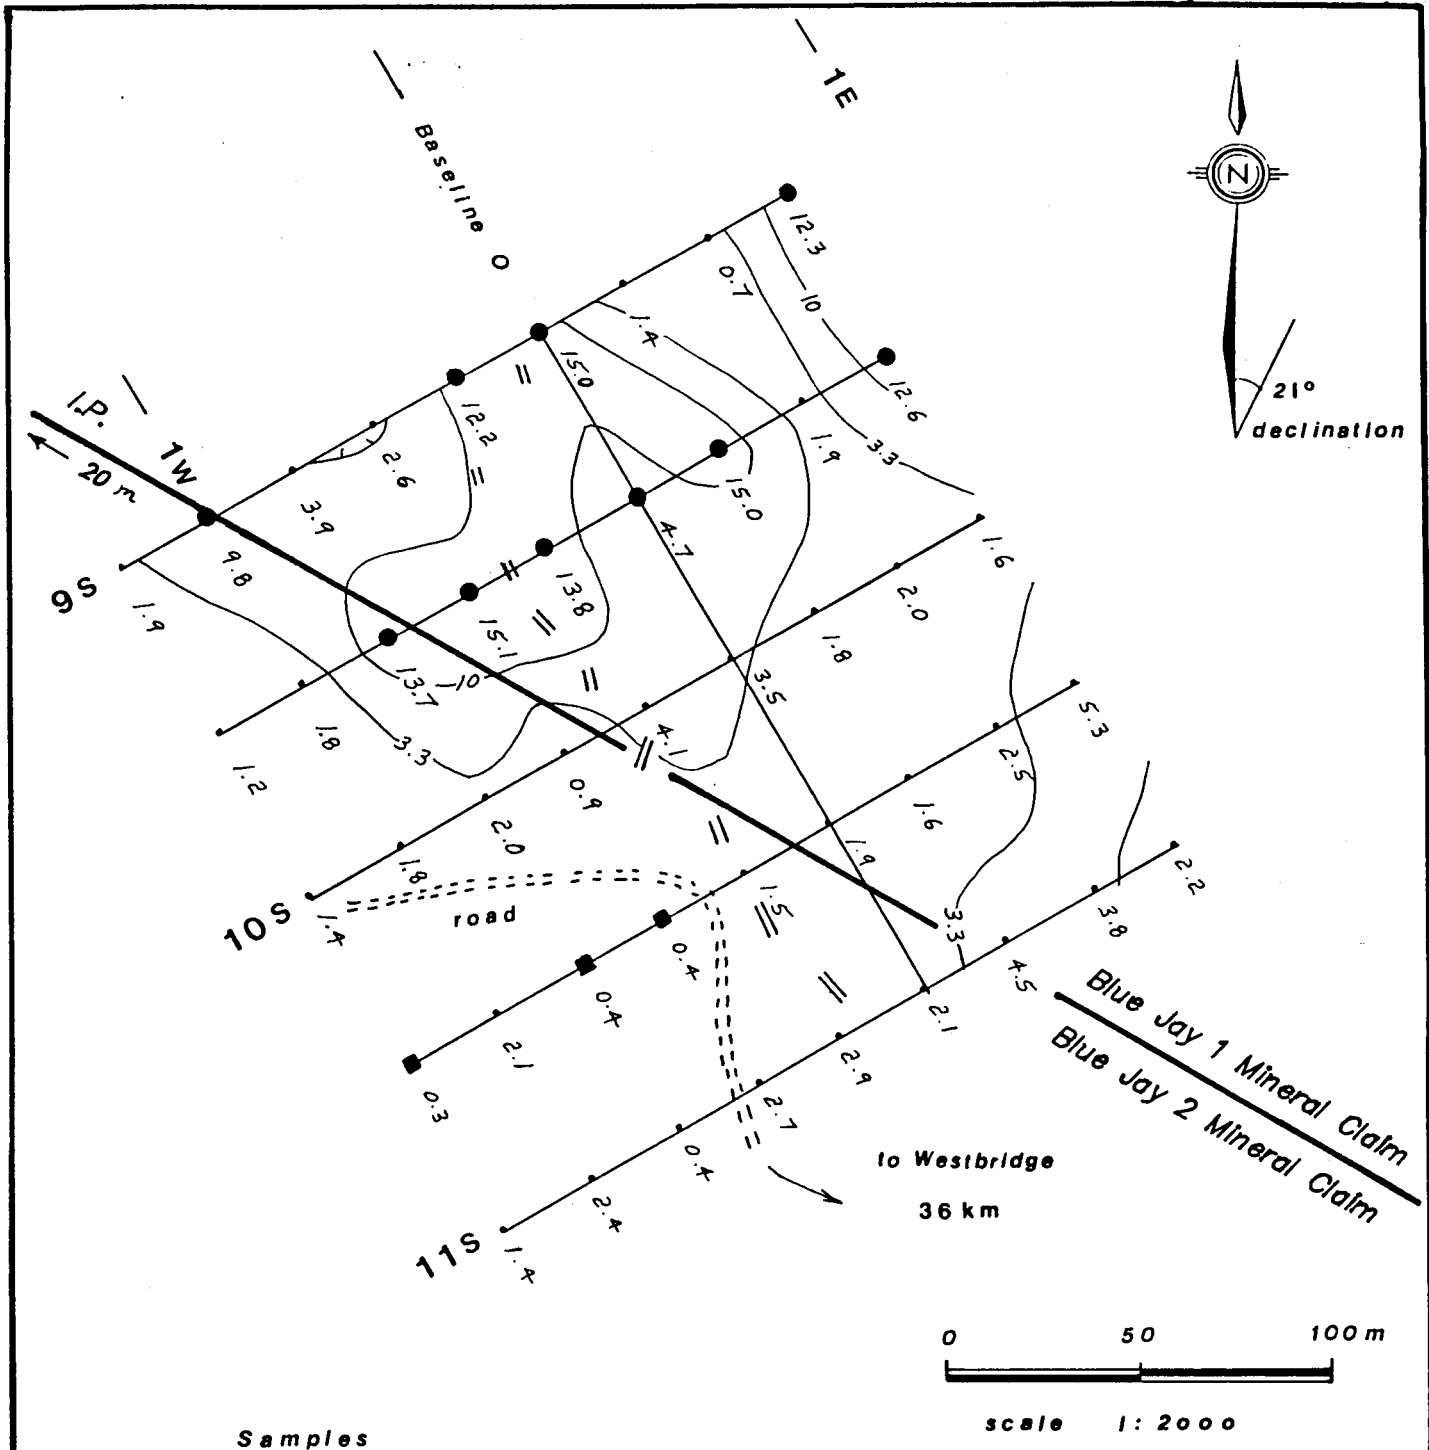 1E
Baseline 0
N
21°
declination
I.P.
1W
20 m
9S
1.9
9.8
3.9
2.6
12.2
15.0
1.4
0.7
12.3
10
1.2
1.8
13.7
10
15.1
13.8
4.7
15.0
1.9
12.6
3.3
3.3
10S
1.4
1.8
2.0
0.9
4.1
3.5
1.8
2.0
1.6
road
0.3
2.1
0.4
0.4
1.5
1.9
1.6
2.5
5.3
3.3
11S
1.4
2.4
0.4
2.7
2.9
2.1
4.5
3.8
2.2
Blue Jay 1 Mineral Claim
Blue Jay 2 Mineral Claim
to Westbridge
36 km
0 50 100 m
scale 1: 2000
Samples